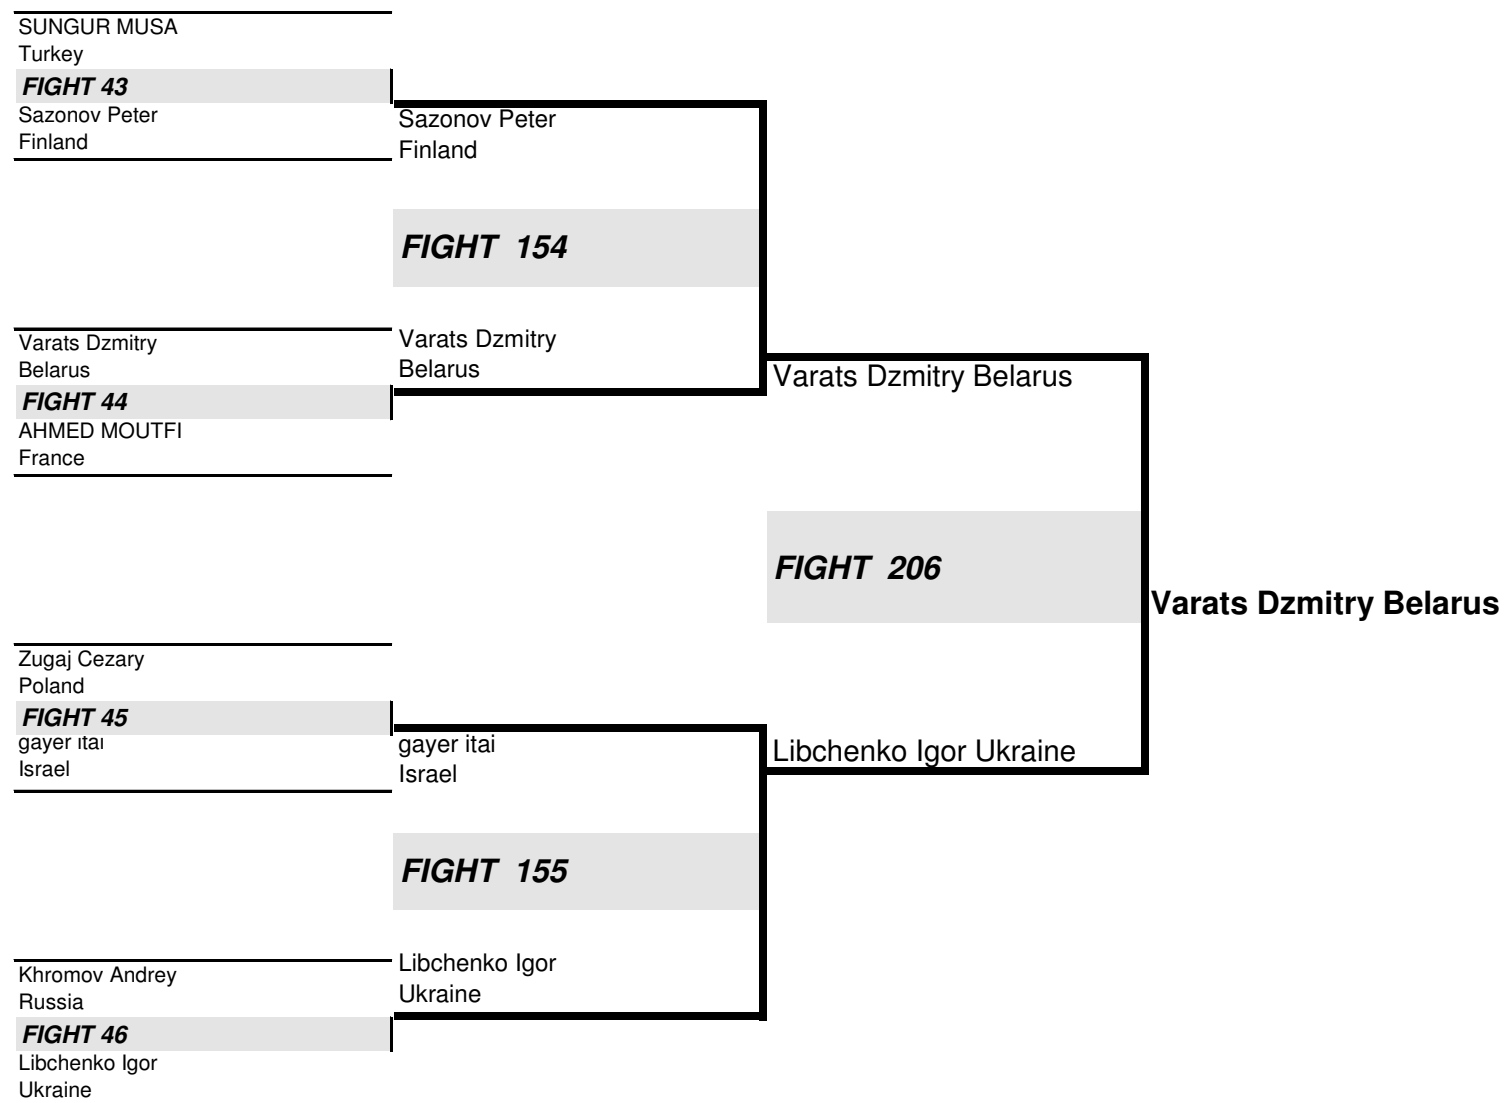 SUNGUR MUSA
Turkey
FIGHT 43
Sazonov Peter
Finland
Sazonov Peter
Finland
FIGHT 154
Varats Dzmitry
Belarus
FIGHT 44
AHMED MOUTFI
France
Varats Dzmitry
Belarus
Varats Dzmitry Belarus
FIGHT 206
Varats Dzmitry Belarus
Zugaj Cezary
Poland
FIGHT 45
gayer itai
Israel
gayer itai
Israel
Libchenko Igor Ukraine
FIGHT 155
Khromov Andrey
Russia
FIGHT 46
Libchenko Igor
Ukraine
Libchenko Igor
Ukraine